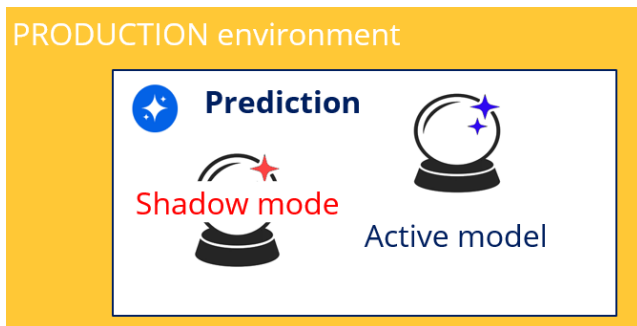 PRODUCTION environment
Prediction
Shadow mode
Active model